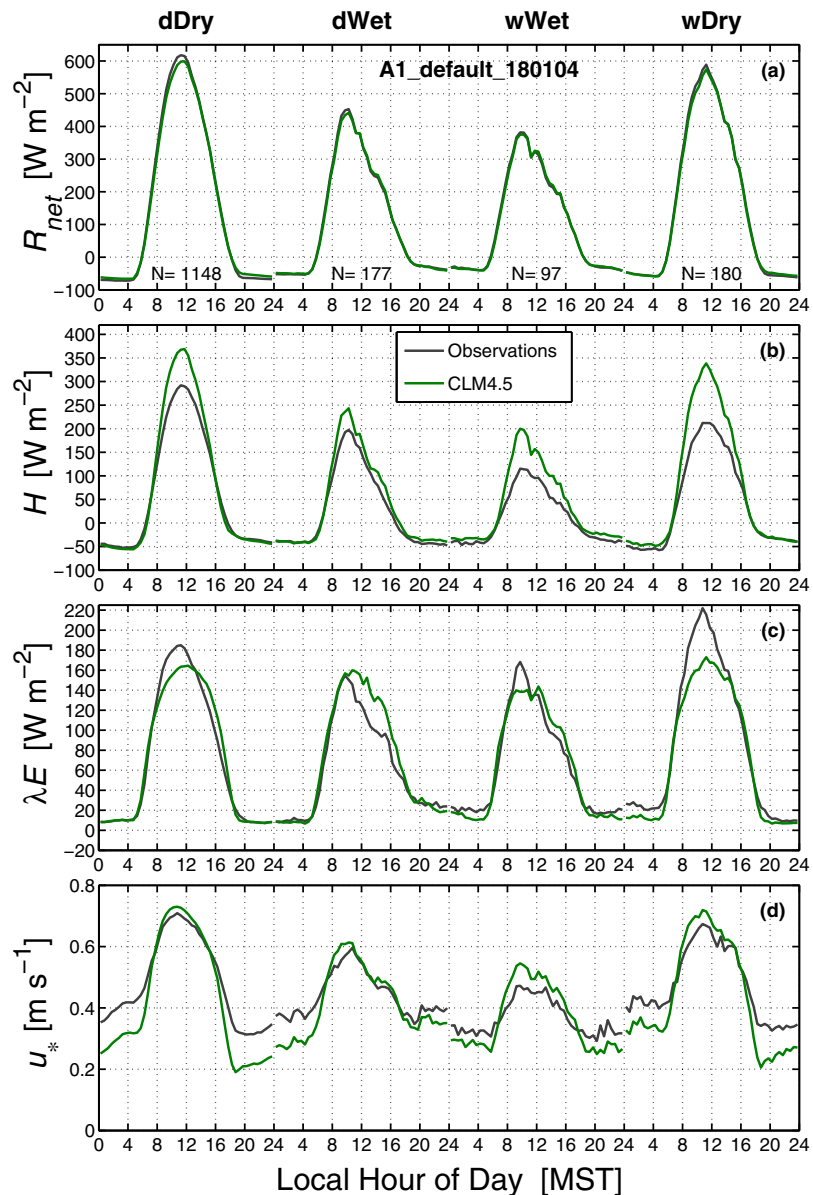 dDry dWet wWet wDry
A1_default_180104 (a)
R_net [W m⁻²]
600
500
400
300
200
100
0
−100
N= 1148 N= 177 N= 97 N= 180
0 4 8 12 16 20 24 4 8 12 16 20 24 4 8 12 16 20 24 4 8 12 16 20 24
(b)
Observations
CLM4.5
H [W m⁻²]
400
350
300
250
200
150
100
50
0
−50
−100
0 4 8 12 16 20 24 4 8 12 16 20 24 4 8 12 16 20 24 4 8 12 16 20 24
(c)
λE [W m⁻²]
220
200
180
160
140
120
100
80
60
40
20
0
−20
0 4 8 12 16 20 24 4 8 12 16 20 24 4 8 12 16 20 24 4 8 12 16 20 24
(d)
u* [m s⁻¹]
0.8
0.6
0.4
0.2
0
0 4 8 12 16 20 24 4 8 12 16 20 24 4 8 12 16 20 24 4 8 12 16 20 24
Local Hour of Day [MST]